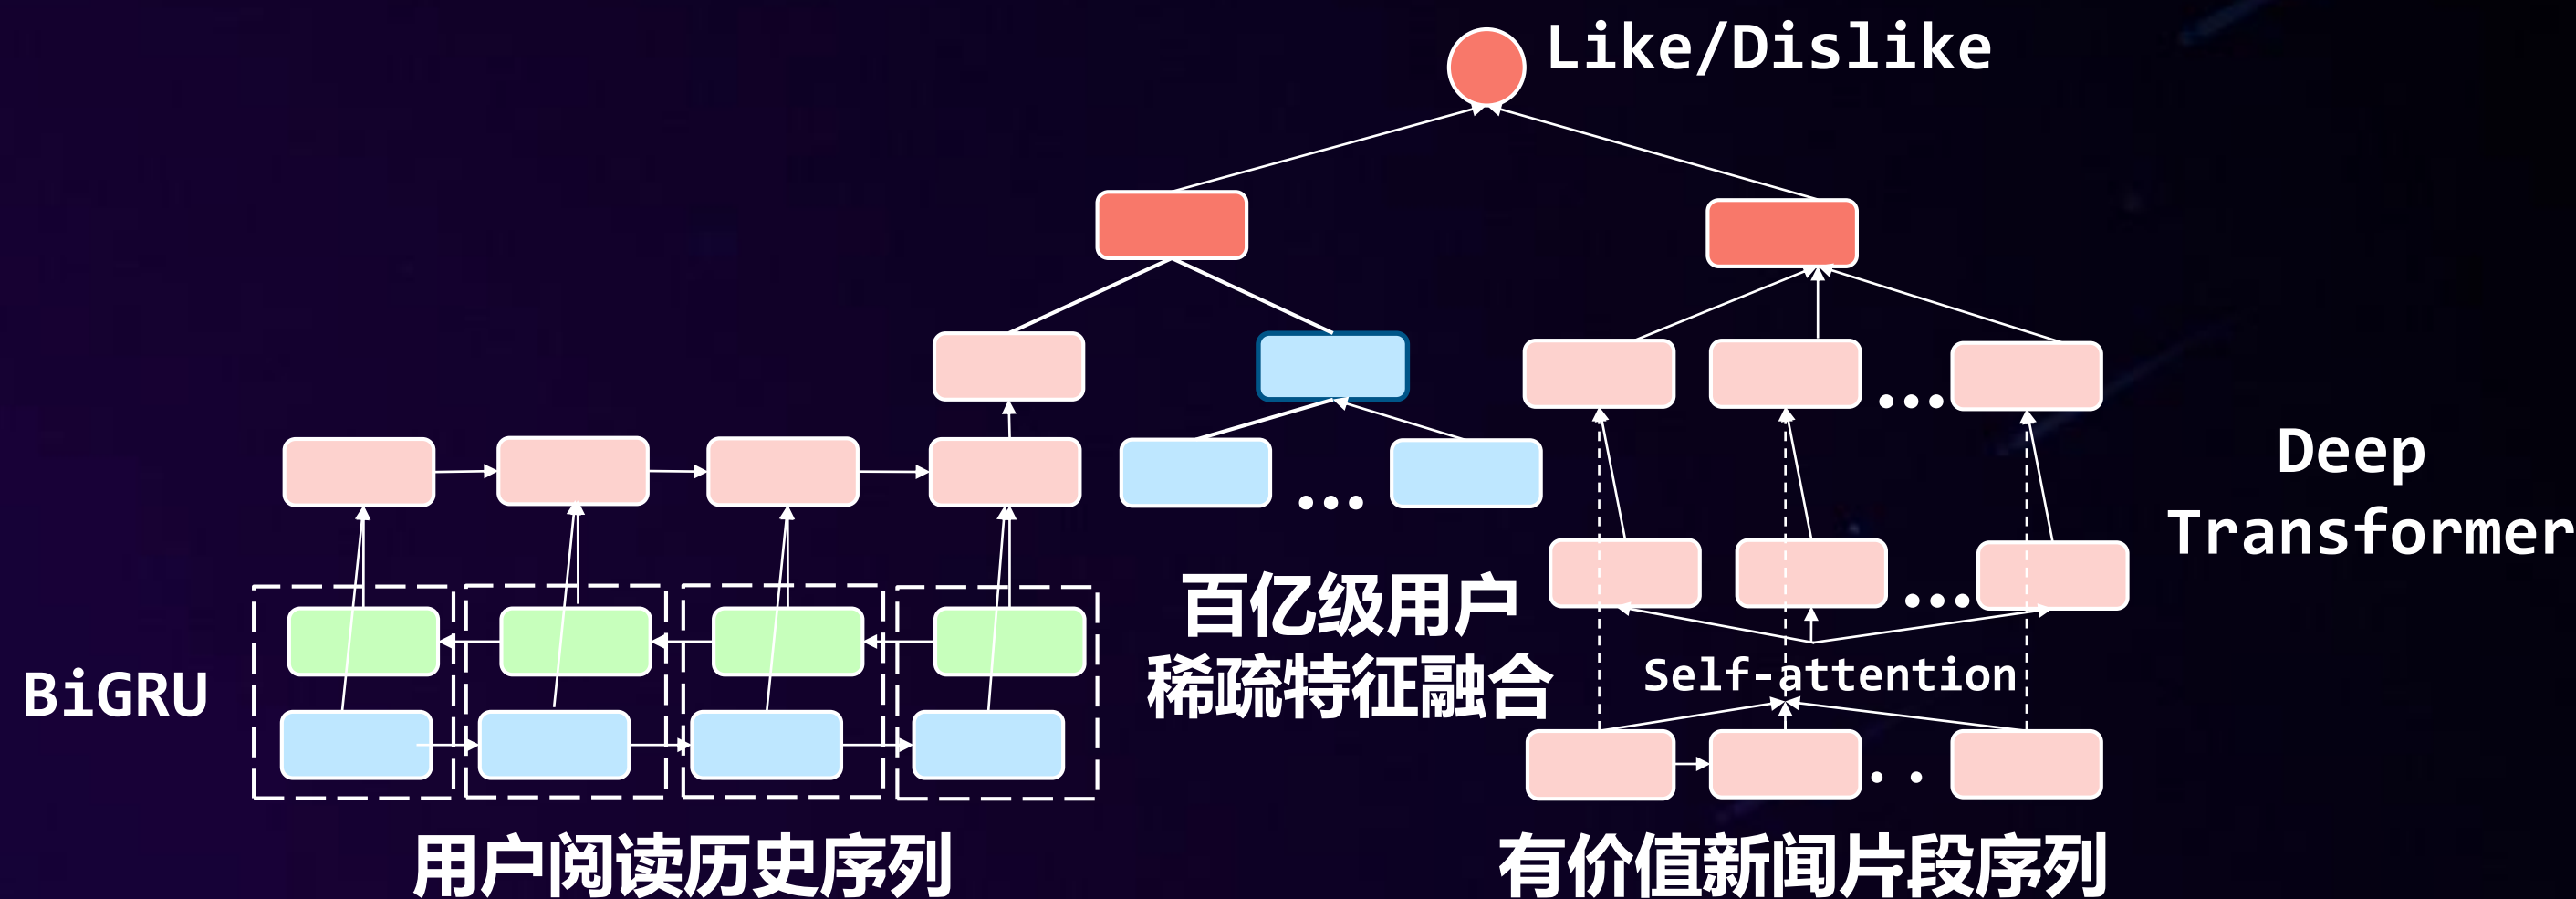 Like/Dislike
Deep
Transformer
百亿级用户
稀疏特征融合
Self-attention
BiGRU
用户阅读历史序列
有价值新闻片段序列